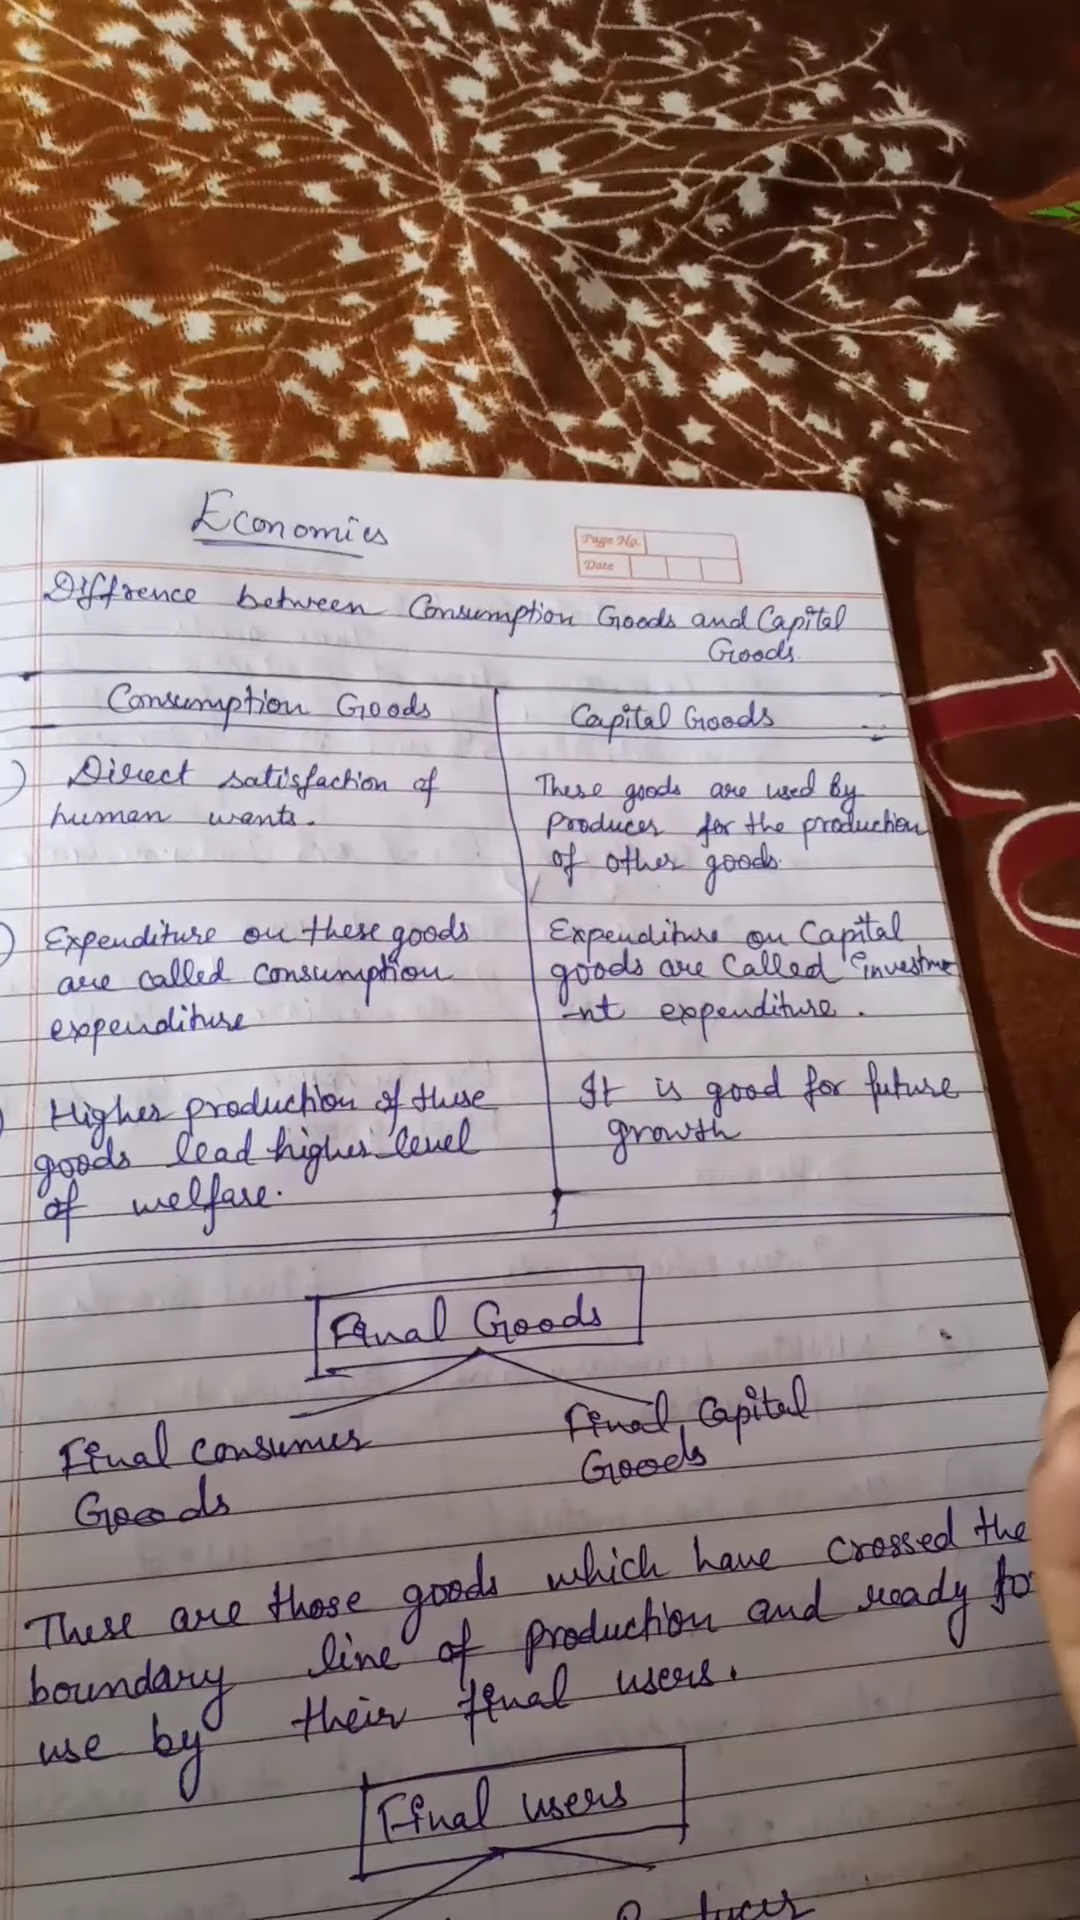 Economics
Page No.
Date
Diffrence between Consumption Goods and Capital
Goods.
Consumption Goods
Capital Goods
Direct satisfaction of
human wants.
These goods are used by
Producer for the production
of other goods.
Expenditure on these goods
are called consumption
expenditure
Expenditure on Capital
goods are called investme
-nt expenditure.
Higher production of these
goods lead higher level
of welfare.
It is good for future
growth
Final Goods
Final consumer
Goods
Final Capital
Goods
These are those goods which have crossed the
boundary line of production and ready fo
use by their final users.
Final users